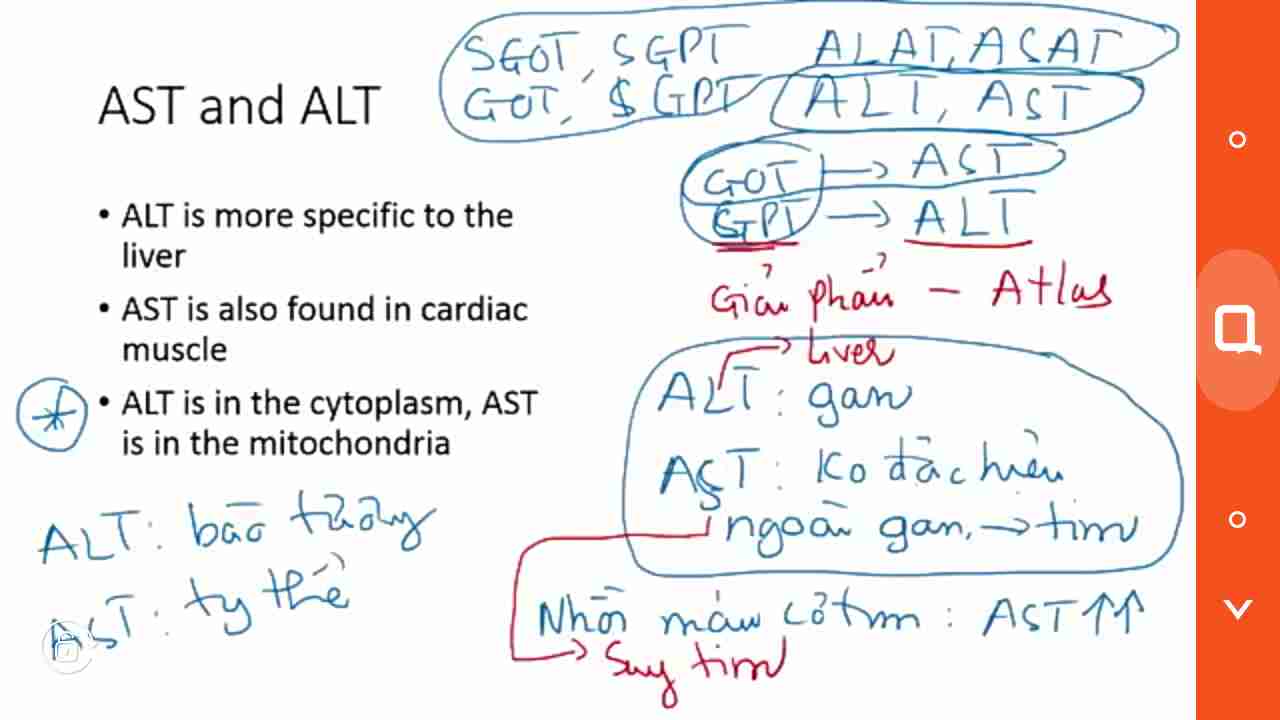 SGOT, SGPT ALAT, ASAT
GOT, SGPT ALT, AST
AST and ALT
GOT → AST
GPT → ALT
• ALT is more specific to the
liver
• AST is also found in cardiac
muscle
• ALT is in the cytoplasm, AST
is in the mitochondria
Giải phẩu – Atlas
Liver
ALT: gan
AST: Ko đặc hiệu
ngoài gan, → tim
ALT: bào tương
AST: ty thể
Nhồi máu cơ tim: AST ↑↑
Suy tim